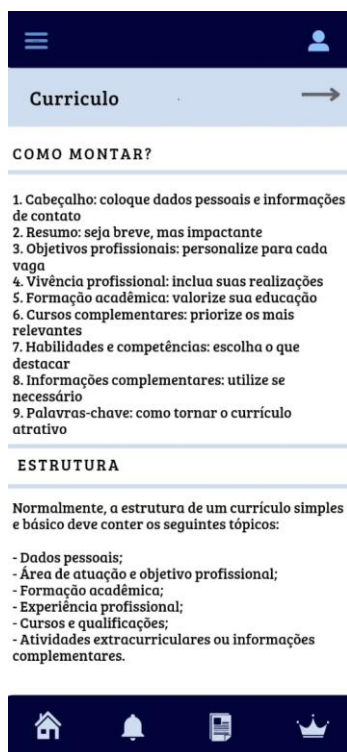 Curriculo
COMO MONTAR?
1. Cabeçalho: coloque dados pessoais e informações
de contato
2. Resumo: seja breve, mas impactante
3. Objetivos profissionais: personalize para cada
vaga
4. Vivência profissional: inclua suas realizações
5. Formação acadêmica: valorize sua educação
6. Cursos complementares: priorize os mais
relevantes
7. Habilidades e competências: escolha o que
destacar
8. Informações complementares: utilize se
necessário
9. Palavras-chave: como tornar o currículo
atrativo
ESTRUTURA
Normalmente, a estrutura de um currículo simples
e básico deve conter os seguintes tópicos:
- Dados pessoais;
- Área de atuação e objetivo profissional;
- Formação acadêmica;
- Experiência profissional;
- Cursos e qualificações;
- Atividades extracurriculares ou informações
complementares.